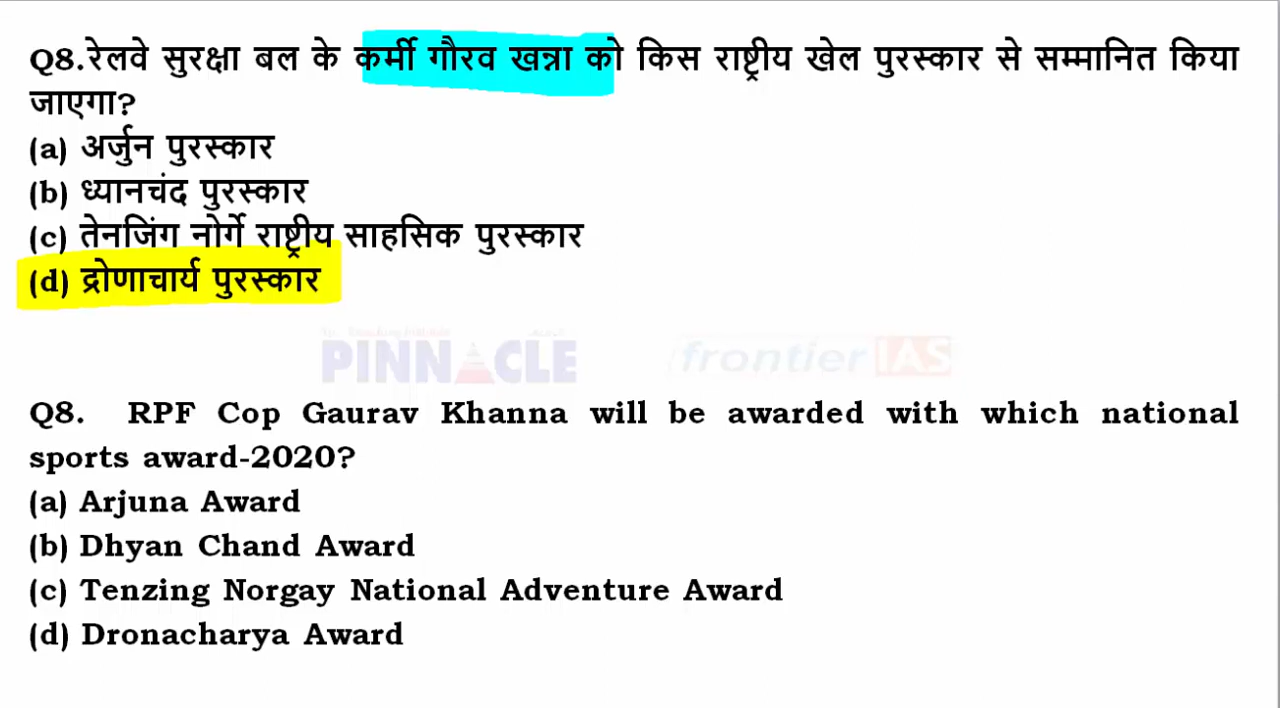 Q8.रेलवे सुरक्षा बल के कर्मी गौरव खन्ना को किस राष्ट्रीय खेल पुरस्कार से सम्मानित किया
जाएगा?
(a) अर्जुन पुरस्कार
(b) ध्यानचंद पुरस्कार
(c) तेनजिंग नोर्गे राष्ट्रीय साहसिक पुरस्कार
(d) द्रोणाचार्य पुरस्कार
PINNACLE frontier IAS
Q8. RPF Cop Gaurav Khanna will be awarded with which national
sports award-2020?
(a) Arjuna Award
(b) Dhyan Chand Award
(c) Tenzing Norgay National Adventure Award
(d) Dronacharya Award